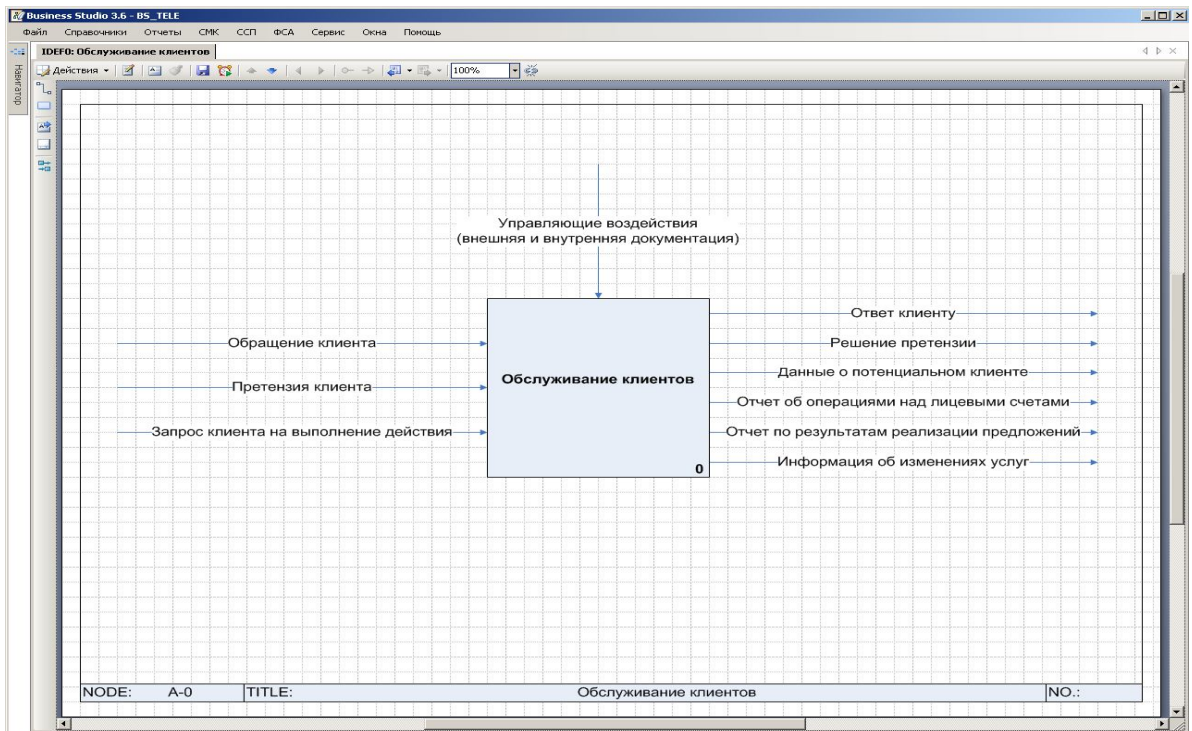 Business Studio 3.6 - BS_TELE
Файл Справочники Отчеты СМК ССП ФСА Сервис Окна Помощь
IDEF0: Обслуживание клиентов
Навигатор
Действия 100%
Управляющие воздействия
(внешняя и внутренняя документация)
Обращение клиента
Претензия клиента
Запрос клиента на выполнение действия
Обслуживание клиентов
0
Ответ клиенту
Решение претензии
Данные о потенциальном клиенте
Отчет об операциями над лицевыми счетами
Отчет по результатам реализации предложений
Информация об изменениях услуг
NODE: A-0 TITLE: Обслуживание клиентов NO.: